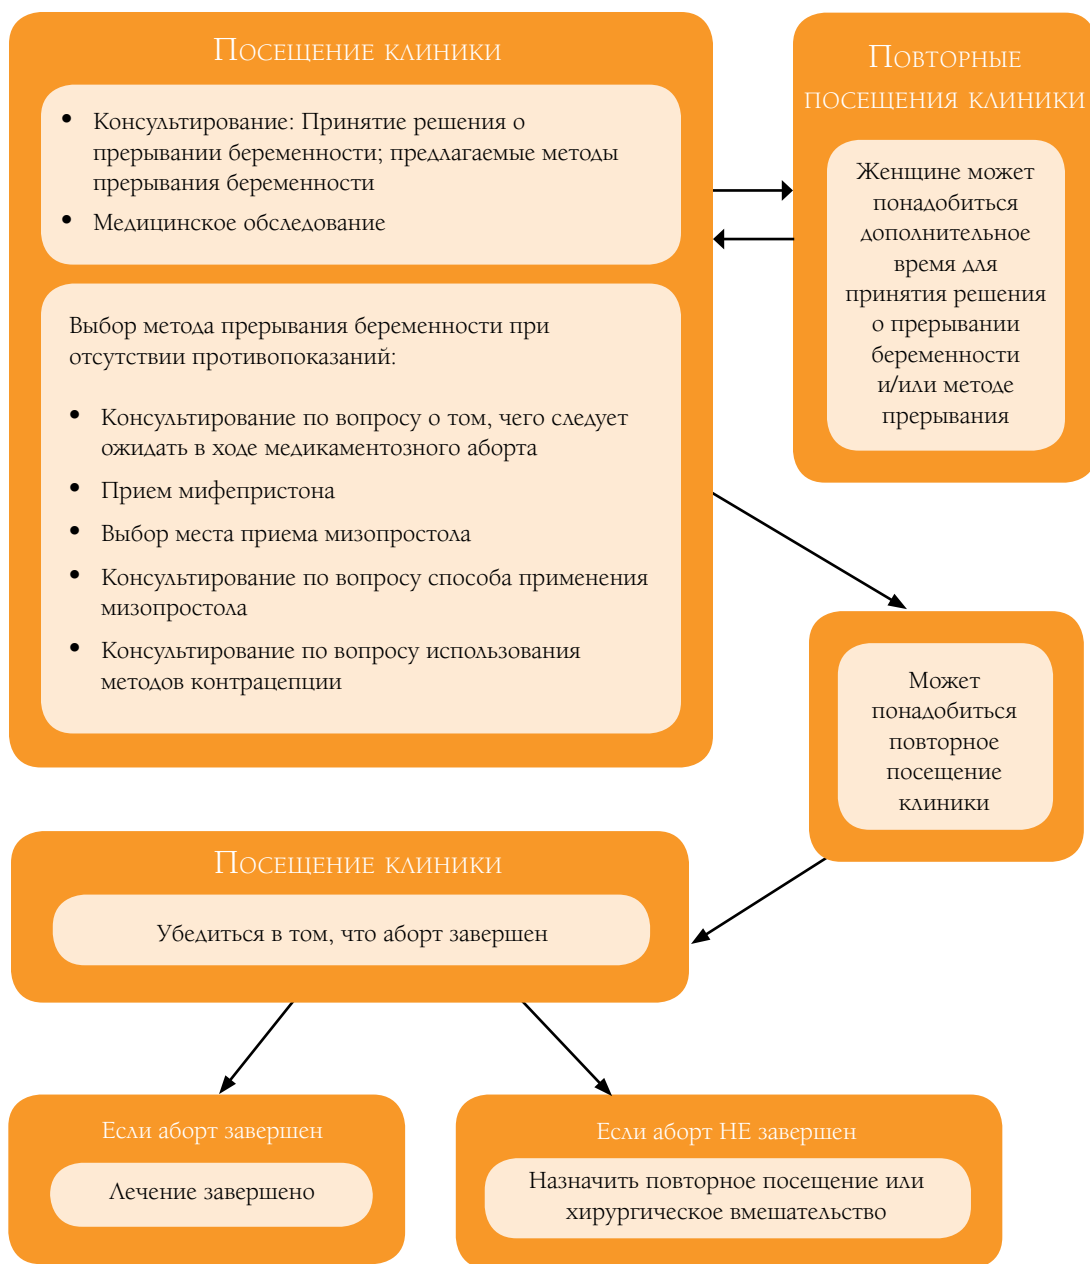 Посещение клиники
• Консультирование: Принятие решения о
прерывании беременности; предлагаемые методы
прерывания беременности
• Медицинское обследование
Выбор метода прерывания беременности при
отсутствии противопоказаний:
• Консультирование по вопросу о том, чего следует
ожидать в ходе медикаментозного аборта
• Прием мифепристона
• Выбор места приема мизопростола
• Консультирование по вопросу способа применения
мизопростола
• Консультирование по вопросу использования
методов контрацепции
Повторные
посещения клиники
Женщине может
понадобиться
дополнительное
время для
принятия решения
о прерывании
беременности
и/или методе
прерывания
Может
понадобиться
повторное
посещение
клиники
Посещение клиники
Убедиться в том, что аборт завершен
Если аборт завершен
Лечение завершено
Если аборт НЕ завершен
Назначить повторное посещение или
хирургическое вмешательство